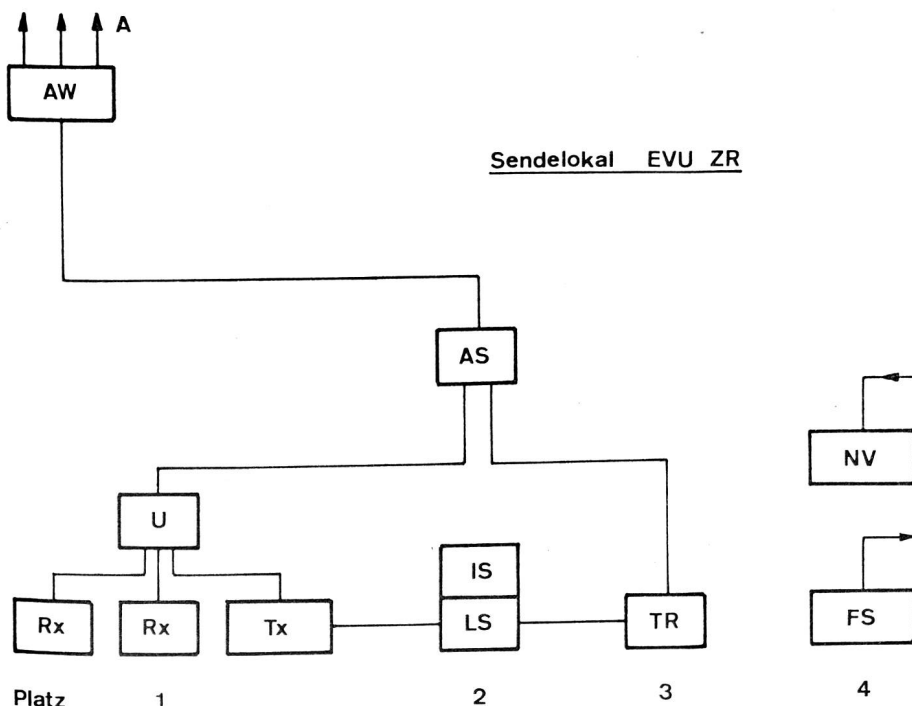 A
AW
Sendelokal EVU ZR
AS
NV
U
IS
Rx Rx Tx LS TR FS
Platz 1 2 3 4